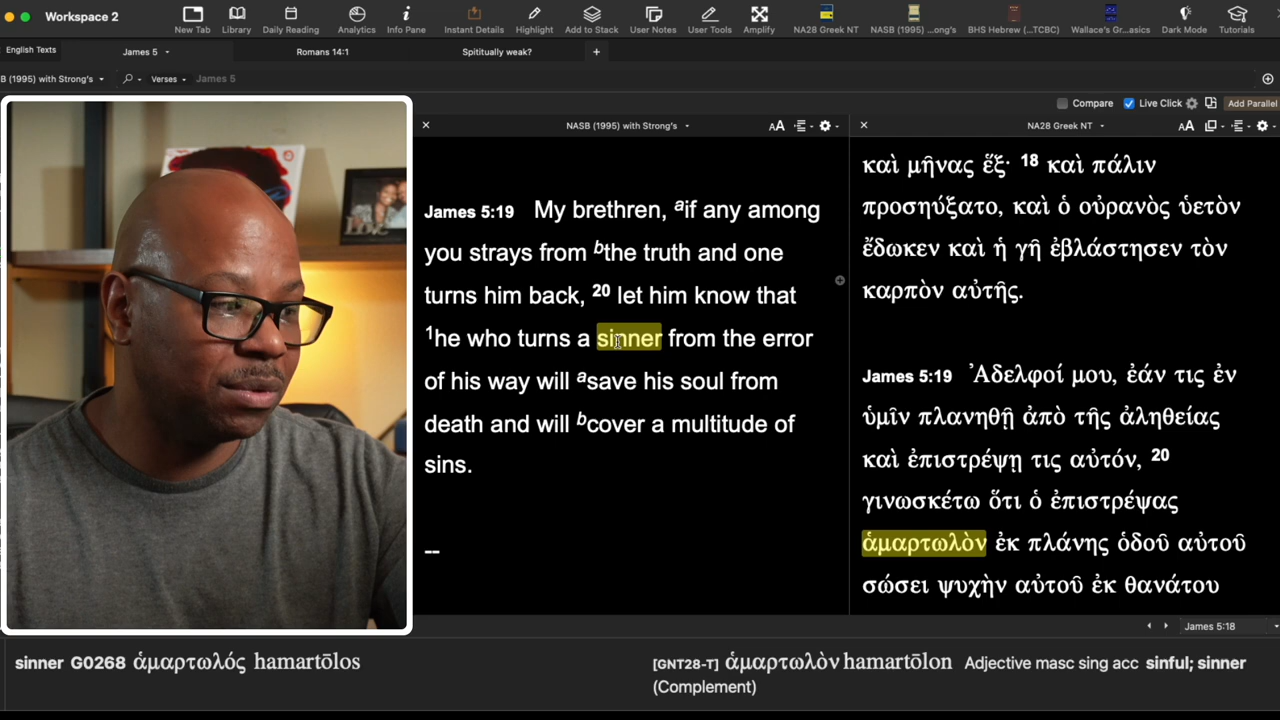 Workspace 2
New Tab
Library
Daily Reading
Analytics
Info Pane
Instant Details
Highlight
Add to Stack
User Notes
User Tools
Amplify
NA28 Greek NT
NASB (1995) ...ong's
BHS Hebrew (...TCBC)
Wallace's Gr...asics
Dark Mode
Tutorials
English Texts
James 5
Romans 14:1
Spititually weak?
+
B (1995) with Strong's
Verses
James 5
Compare
Live Click
Add Parallel
NASB (1995) with Strong's
AA
NA28 Greek NT
AA
James 5:19 My brethren, aif any among
you strays from bthe truth and one
turns him back, 20 let him know that
1he who turns a sinner from the error
of his way will asave his soul from
death and will bcover a multitude of
sins.
--
καὶ μῆνας ἕξ· 18 καὶ πάλιν
προσηύξατο, καὶ ὁ οὐρανὸς ὑετὸν
ἔδωκεν καὶ ἡ γῆ ἐβλάστησεν τὸν
καρπὸν αὐτῆς.
James 5:19 Ἀδελφοί μου, ἐάν τις ἐν
ὑμῖν πλανηθῇ ἀπὸ τῆς ἀληθείας
καὶ ἐπιστρέψῃ τις αὐτόν, 20
γινωσκέτω ὅτι ὁ ἐπιστρέψας
ἁμαρτωλὸν ἐκ πλάνης ὁδοῦ αὐτοῦ
σώσει ψυχὴν αὐτοῦ ἐκ θανάτου
James 5:18
sinner G0268 ἁμαρτωλός hamartōlos
[GNT28-T] ἁμαρτωλὸν hamartōlon Adjective masc sing acc sinful; sinner
(Complement)